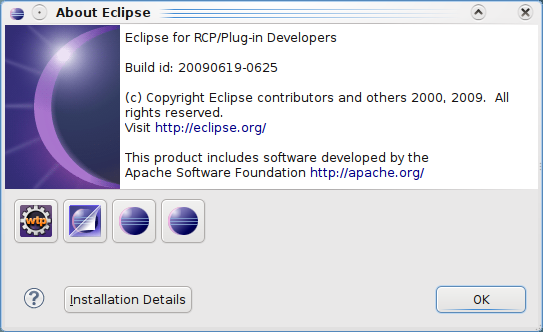 About Eclipse
Eclipse for RCP/Plug-in Developers
Build id: 20090619-0625
(c) Copyright Eclipse contributors and others 2000, 2009.  All
rights reserved.
Visit http://eclipse.org/
This product includes software developed by the
Apache Software Foundation http://apache.org/
wtp
?
Installation Details
OK